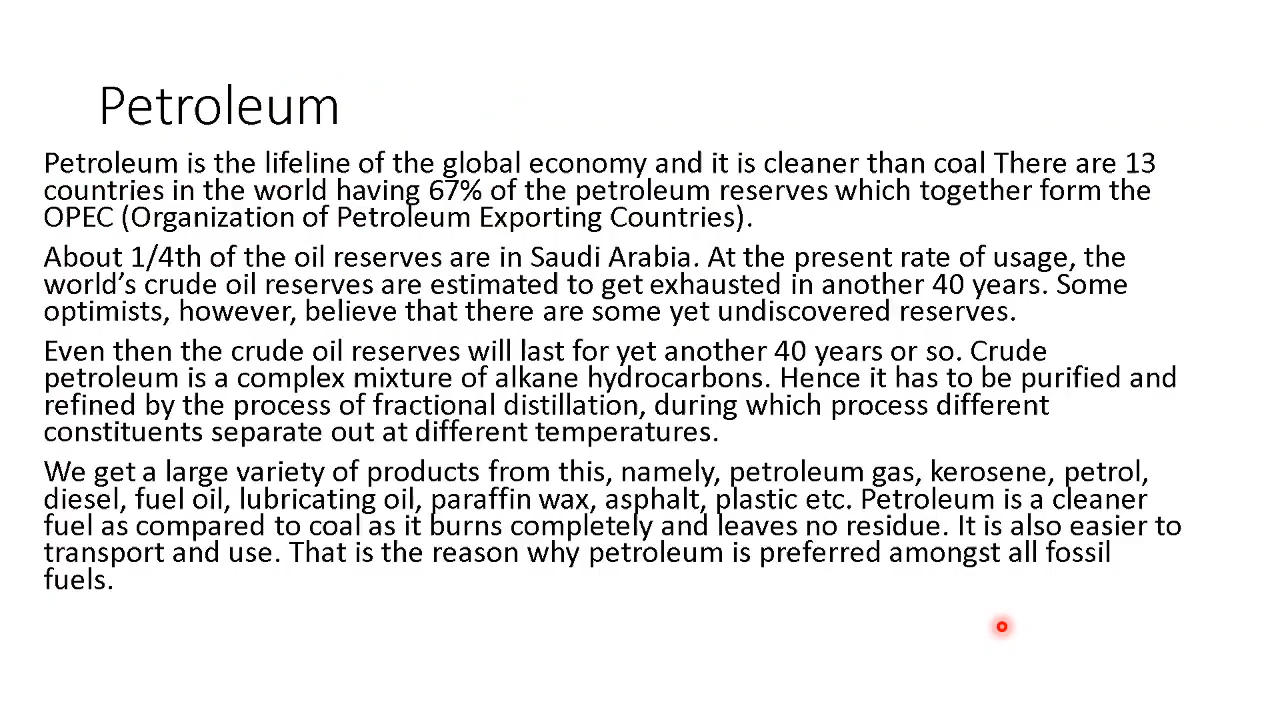 Petroleum
Petroleum is the lifeline of the global economy and it is cleaner than coal There are 13
countries in the world having 67% of the petroleum reserves which together form the
OPEC (Organization of Petroleum Exporting Countries).
About 1/4th of the oil reserves are in Saudi Arabia. At the present rate of usage, the
world’s crude oil reserves are estimated to get exhausted in another 40 years. Some
optimists, however, believe that there are some yet undiscovered reserves.
Even then the crude oil reserves will last for yet another 40 years or so. Crude
petroleum is a complex mixture of alkane hydrocarbons. Hence it has to be purified and
refined by the process of fractional distillation, during which process different
constituents separate out at different temperatures.
We get a large variety of products from this, namely, petroleum gas, kerosene, petrol,
diesel, fuel oil, lubricating oil, paraffin wax, asphalt, plastic etc. Petroleum is a cleaner
fuel as compared to coal as it burns completely and leaves no residue. It is also easier to
transport and use. That is the reason why petroleum is preferred amongst all fossil
fuels.